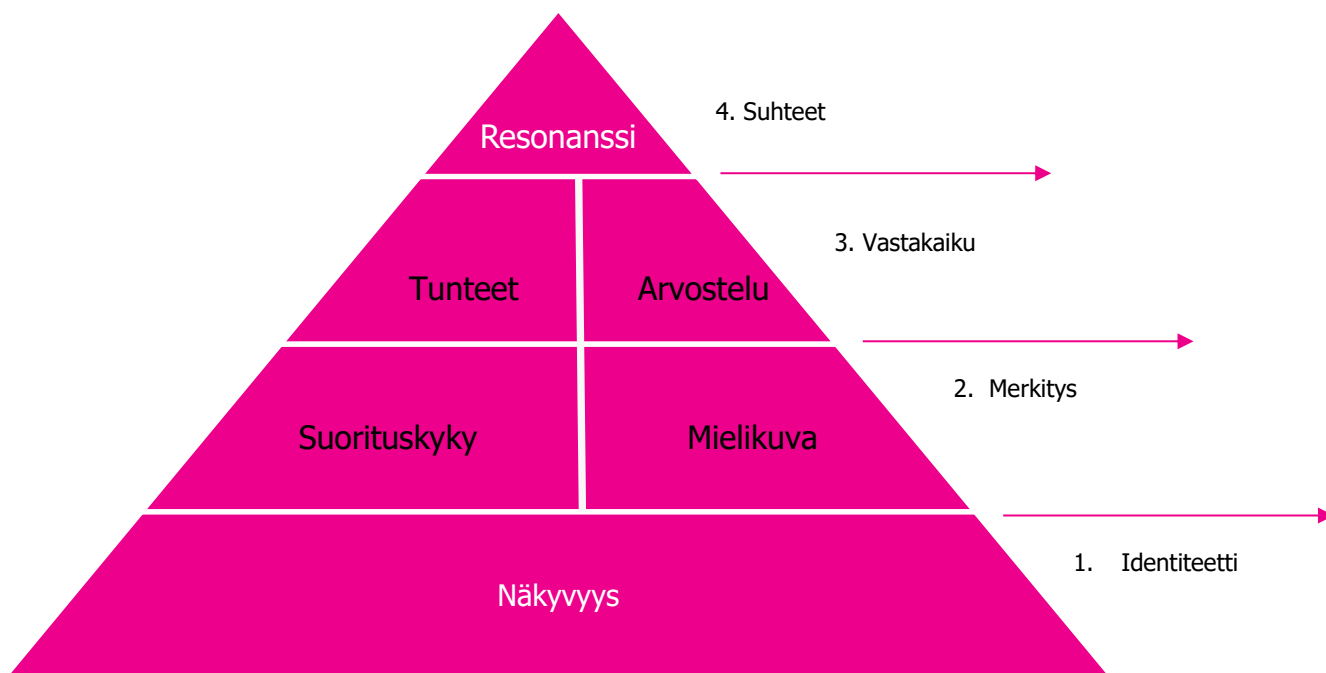 4. Suhteet
Resonanssi
3. Vastakaiku
Tunteet
Arvostelu
2. Merkitys
Suorituskyky
Mielikuva
1. Identiteetti
Näkyvyys